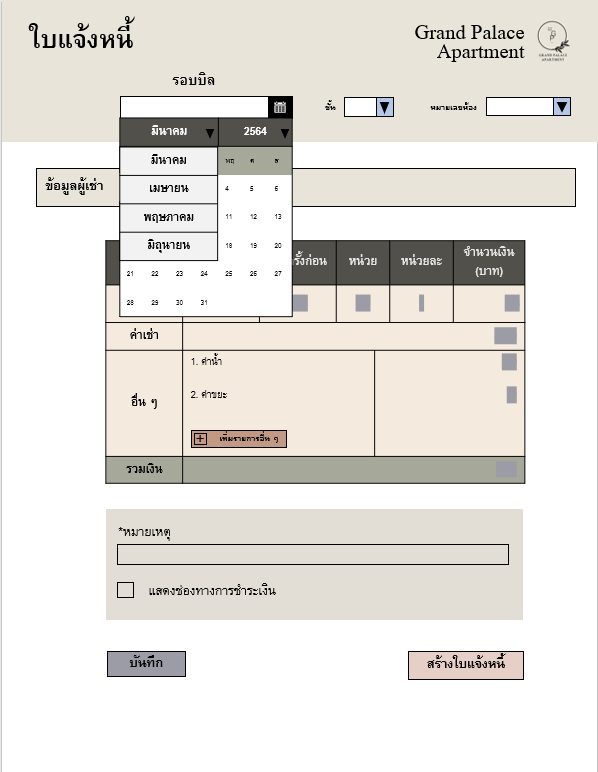 ใบแจ้งหนี้
Grand Palace
Apartment
GRAND PALACE
APARTMENT
รอบบิล
ชั้น
หมายเลขห้อง
มีนาคม 2564
มีนาคม พฤ ศ ส
ข้อมูลผู้เช่า
เมษายน 4 5 6
พฤษภาคม 11 12 13
มิถุนายน 18 19 20
21 22 23 24 25 26 27
28 29 30 31
รั้งก่อน หน่วย หน่วยละ จำนวนเงิน
(บาท)
ค่าเช่า
อื่น ๆ
1. ค่าน้ำ
2. ค่าขยะ
เพิ่มรายการอื่น ๆ
รวมเงิน
*หมายเหตุ
แสดงช่องทางการชำระเงิน
บันทึก
สร้างใบแจ้งหนี้